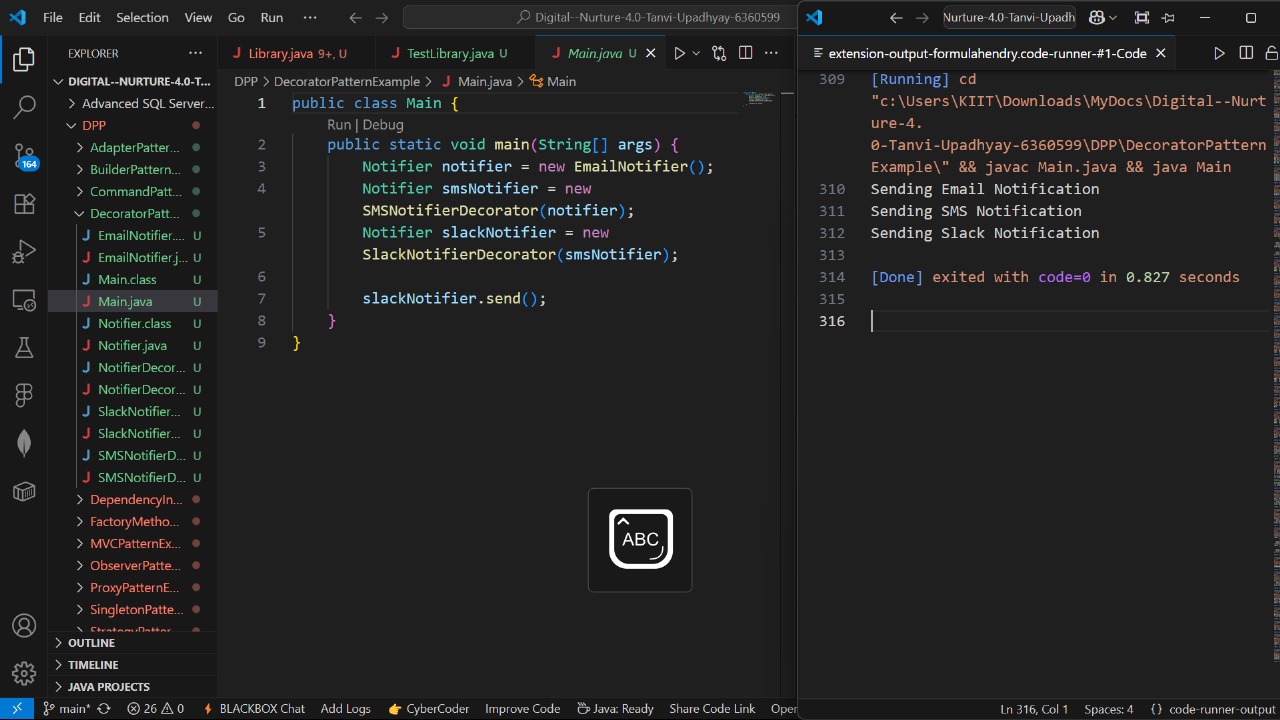 File Edit Selection View Go Run ···
Digital--Nurture-4.0-Tanvi-Upadhyay-6360599
EXPLORER ···
DIGITAL--NURTURE-4.0-T...
Advanced SQL Server...
DPP
AdapterPatter...
BuilderPattern...
CommandPatt...
DecoratorPatt...
J EmailNotifier.... U
J EmailNotifier.j... U
J Main.class U
J Main.java U
J Notifier.class U
J Notifier.java U
J NotifierDecor... U
J NotifierDecor... U
J SlackNotifier... U
J SlackNotifier... U
J SMSNotifierD... U
J SMSNotifierD... U
DependencyIn...
FactoryMetho...
MVCPatternEx...
ObserverPatte...
ProxyPatternE...
SingletonPatte...
StrategyPatter...
OUTLINE
TIMELINE
JAVA PROJECTS
164
J Library.java 9+, U
J TestLibrary.java U
J Main.java U
DPP > DecoratorPatternExample > J Main.java > Main
1 public class Main {
Run | Debug
2 public static void main(String[] args) {
3 Notifier notifier = new EmailNotifier();
4 Notifier smsNotifier = new
SMSNotifierDecorator(notifier);
5 Notifier slackNotifier = new
SlackNotifierDecorator(smsNotifier);
6
7 slackNotifier.send();
8 }
9 }
ABC
Nurture-4.0-Tanvi-Upadh
extension-output-formulahendry.code-runner-#1-Code
309 [Running] cd
"c:\Users\KIIT\Downloads\MyDocs\Digital--Nurt
ure-4.
0-Tanvi-Upadhyay-6360599\DPP\DecoratorPattern
Example\" && javac Main.java && java Main
310 Sending Email Notification
311 Sending SMS Notification
312 Sending Slack Notification
313
314 [Done] exited with code=0 in 0.827 seconds
315
316
main* 26 0 BLACKBOX Chat Add Logs CyberCoder Improve Code Java: Ready Share Code Link Open
Ln 316, Col 1 Spaces: 4 {} code-runner-output